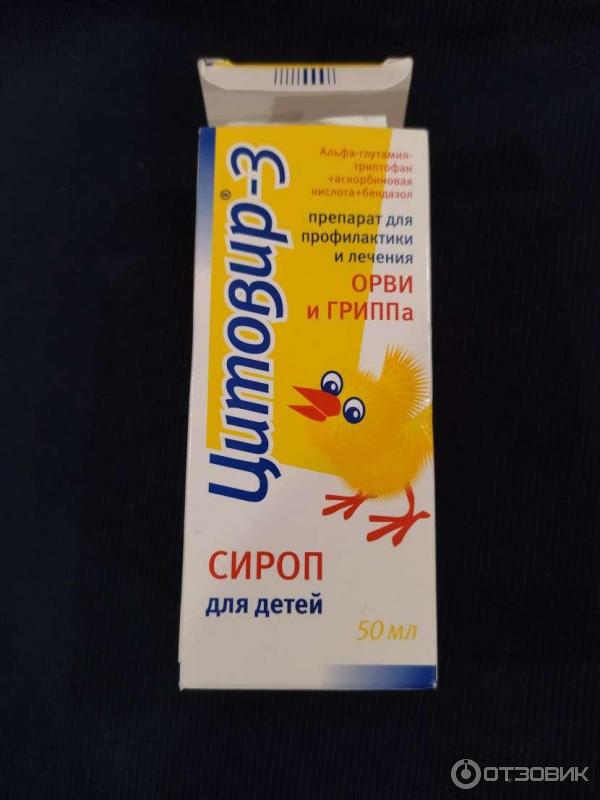 Цитовир®-3
Альфа-глутамил-
триптофан
+аскорбиновая
кислота+бендазол
препарат для
профилактики
и лечения
ОРВИ
и ГРИППа
СИРОП
для детей
50 мл
ОТЗОВИК